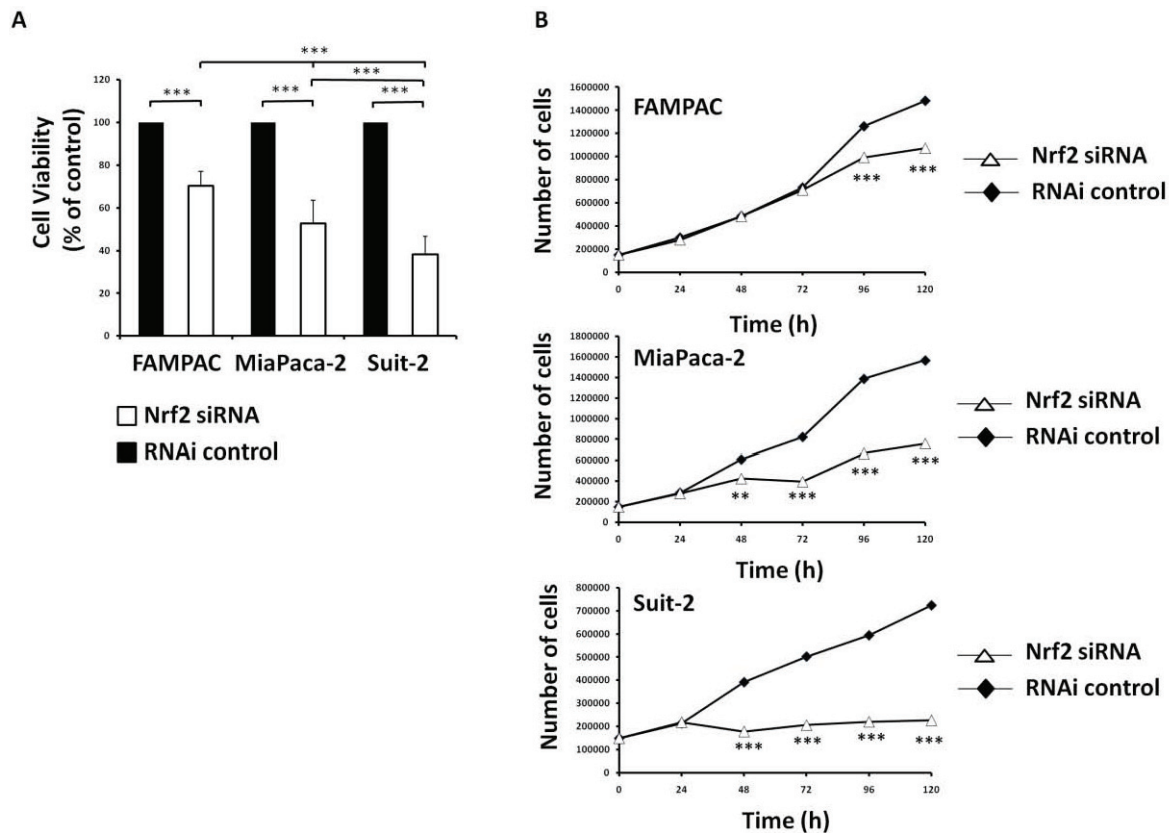 A
***
***
***
***
***
Cell Viability
(% of control)
120
100
80
60
40
20
0
FAMPAC
MiaPaca-2
Suit-2
Nrf2 siRNA
RNAi control
B
FAMPAC
Number of cells
1600000
1400000
1200000
1000000
800000
600000
400000
200000
0
***
***
0 24 48 72 96 120
Time (h)
Nrf2 siRNA
RNAi control
MiaPaca-2
Number of cells
1800000
1600000
1400000
1200000
1000000
800000
600000
400000
200000
0
**
***
***
***
0 24 48 72 96 120
Time (h)
Nrf2 siRNA
RNAi control
Suit-2
Number of cells
800000
700000
600000
500000
400000
300000
200000
100000
0
***
***
***
***
0 24 48 72 96 120
Time (h)
Nrf2 siRNA
RNAi control